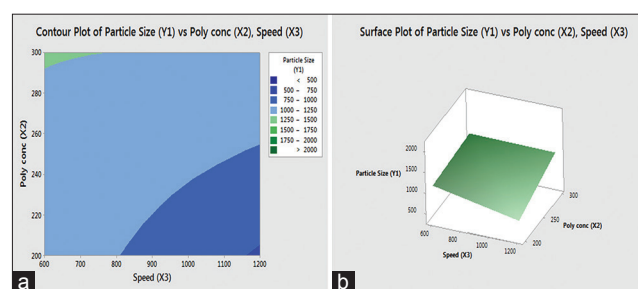 Contour Plot of Particle Size (Y1) vs Poly conc (X2), Speed (X3)
Poly conc (X2)
300
280
260
240
220
200
600 700 800 900 1000 1100 1200
Speed (X3)
Particle Size
(Y1)
< 500
500 – 750
750 – 1000
1000 – 1250
1250 – 1500
1500 – 1750
1750 – 2000
> 2000
a
Surface Plot of Particle Size (Y1) vs Poly conc (X2), Speed (X3)
Particle Size (Y1)
2000
1500
1000
500
600
800
1000
1200
Speed (X3)
200
250
300
Poly conc (X2)
b